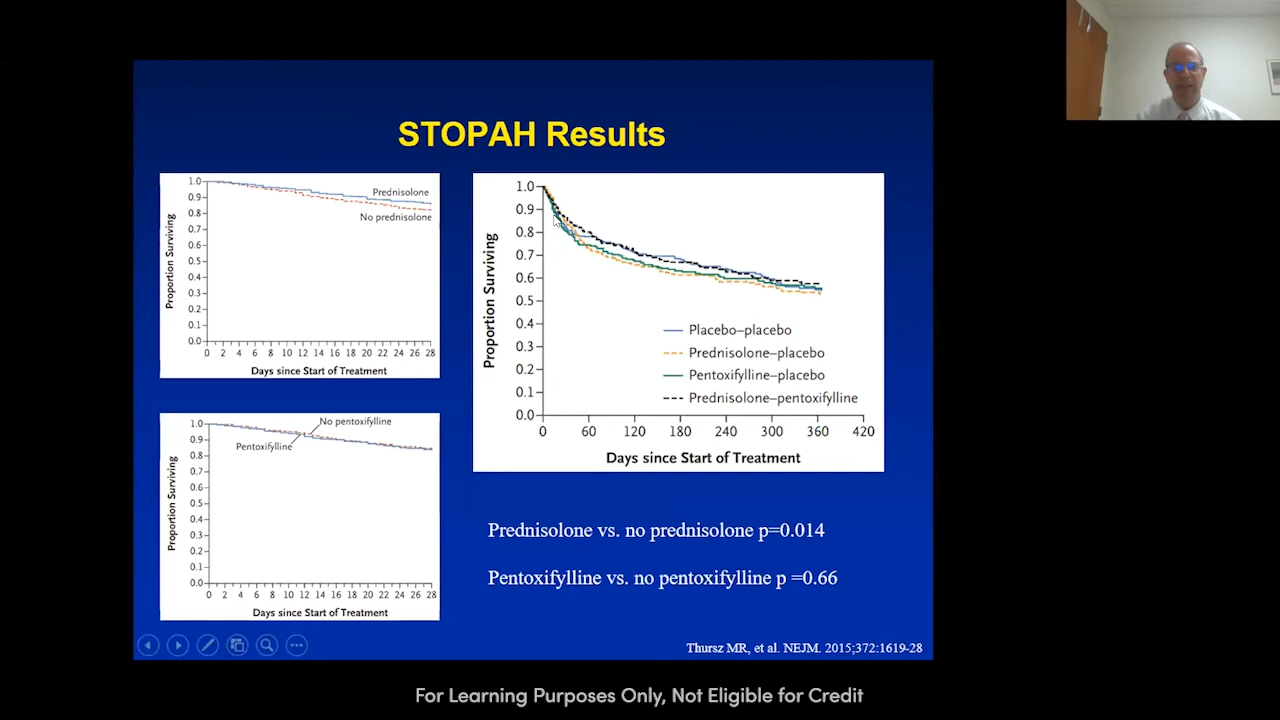 STOPAH Results
1.0
0.9
0.8
0.7
0.6
0.5
0.4
0.3
0.2
0.1
0.0
Proportion Surviving
Prednisolone
No prednisolone
0 2 4 6 8 10 12 14 16 18 20 22 24 26 28
Days since Start of Treatment
1.0
0.9
0.8
0.7
0.6
0.5
0.4
0.3
0.2
0.1
0.0
Proportion Surviving
No pentoxifylline
Pentoxifylline
0 2 4 6 8 10 12 14 16 18 20 22 24 26 28
Days since Start of Treatment
1.0
0.9
0.8
0.7
0.6
0.5
0.4
0.3
0.2
0.1
0.0
Proportion Surviving
Placebo–placebo
Prednisolone–placebo
Pentoxifylline–placebo
Prednisolone–pentoxifylline
0 60 120 180 240 300 360 420
Days since Start of Treatment
Prednisolone vs. no prednisolone p=0.014
Pentoxifylline vs. no pentoxifylline p =0.66
Thursz MR, et al. NEJM. 2015;372:1619-28
For Learning Purposes Only, Not Eligible for Credit